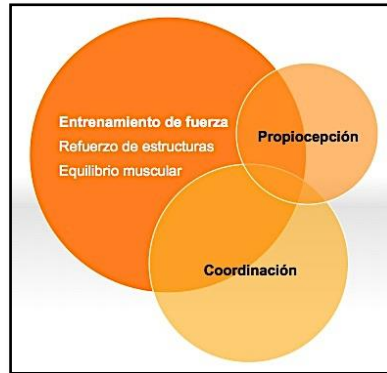 Entrenamiento de fuerza
Refuerzo de estructuras
Equilibrio muscular
Propiocepción
Coordinación